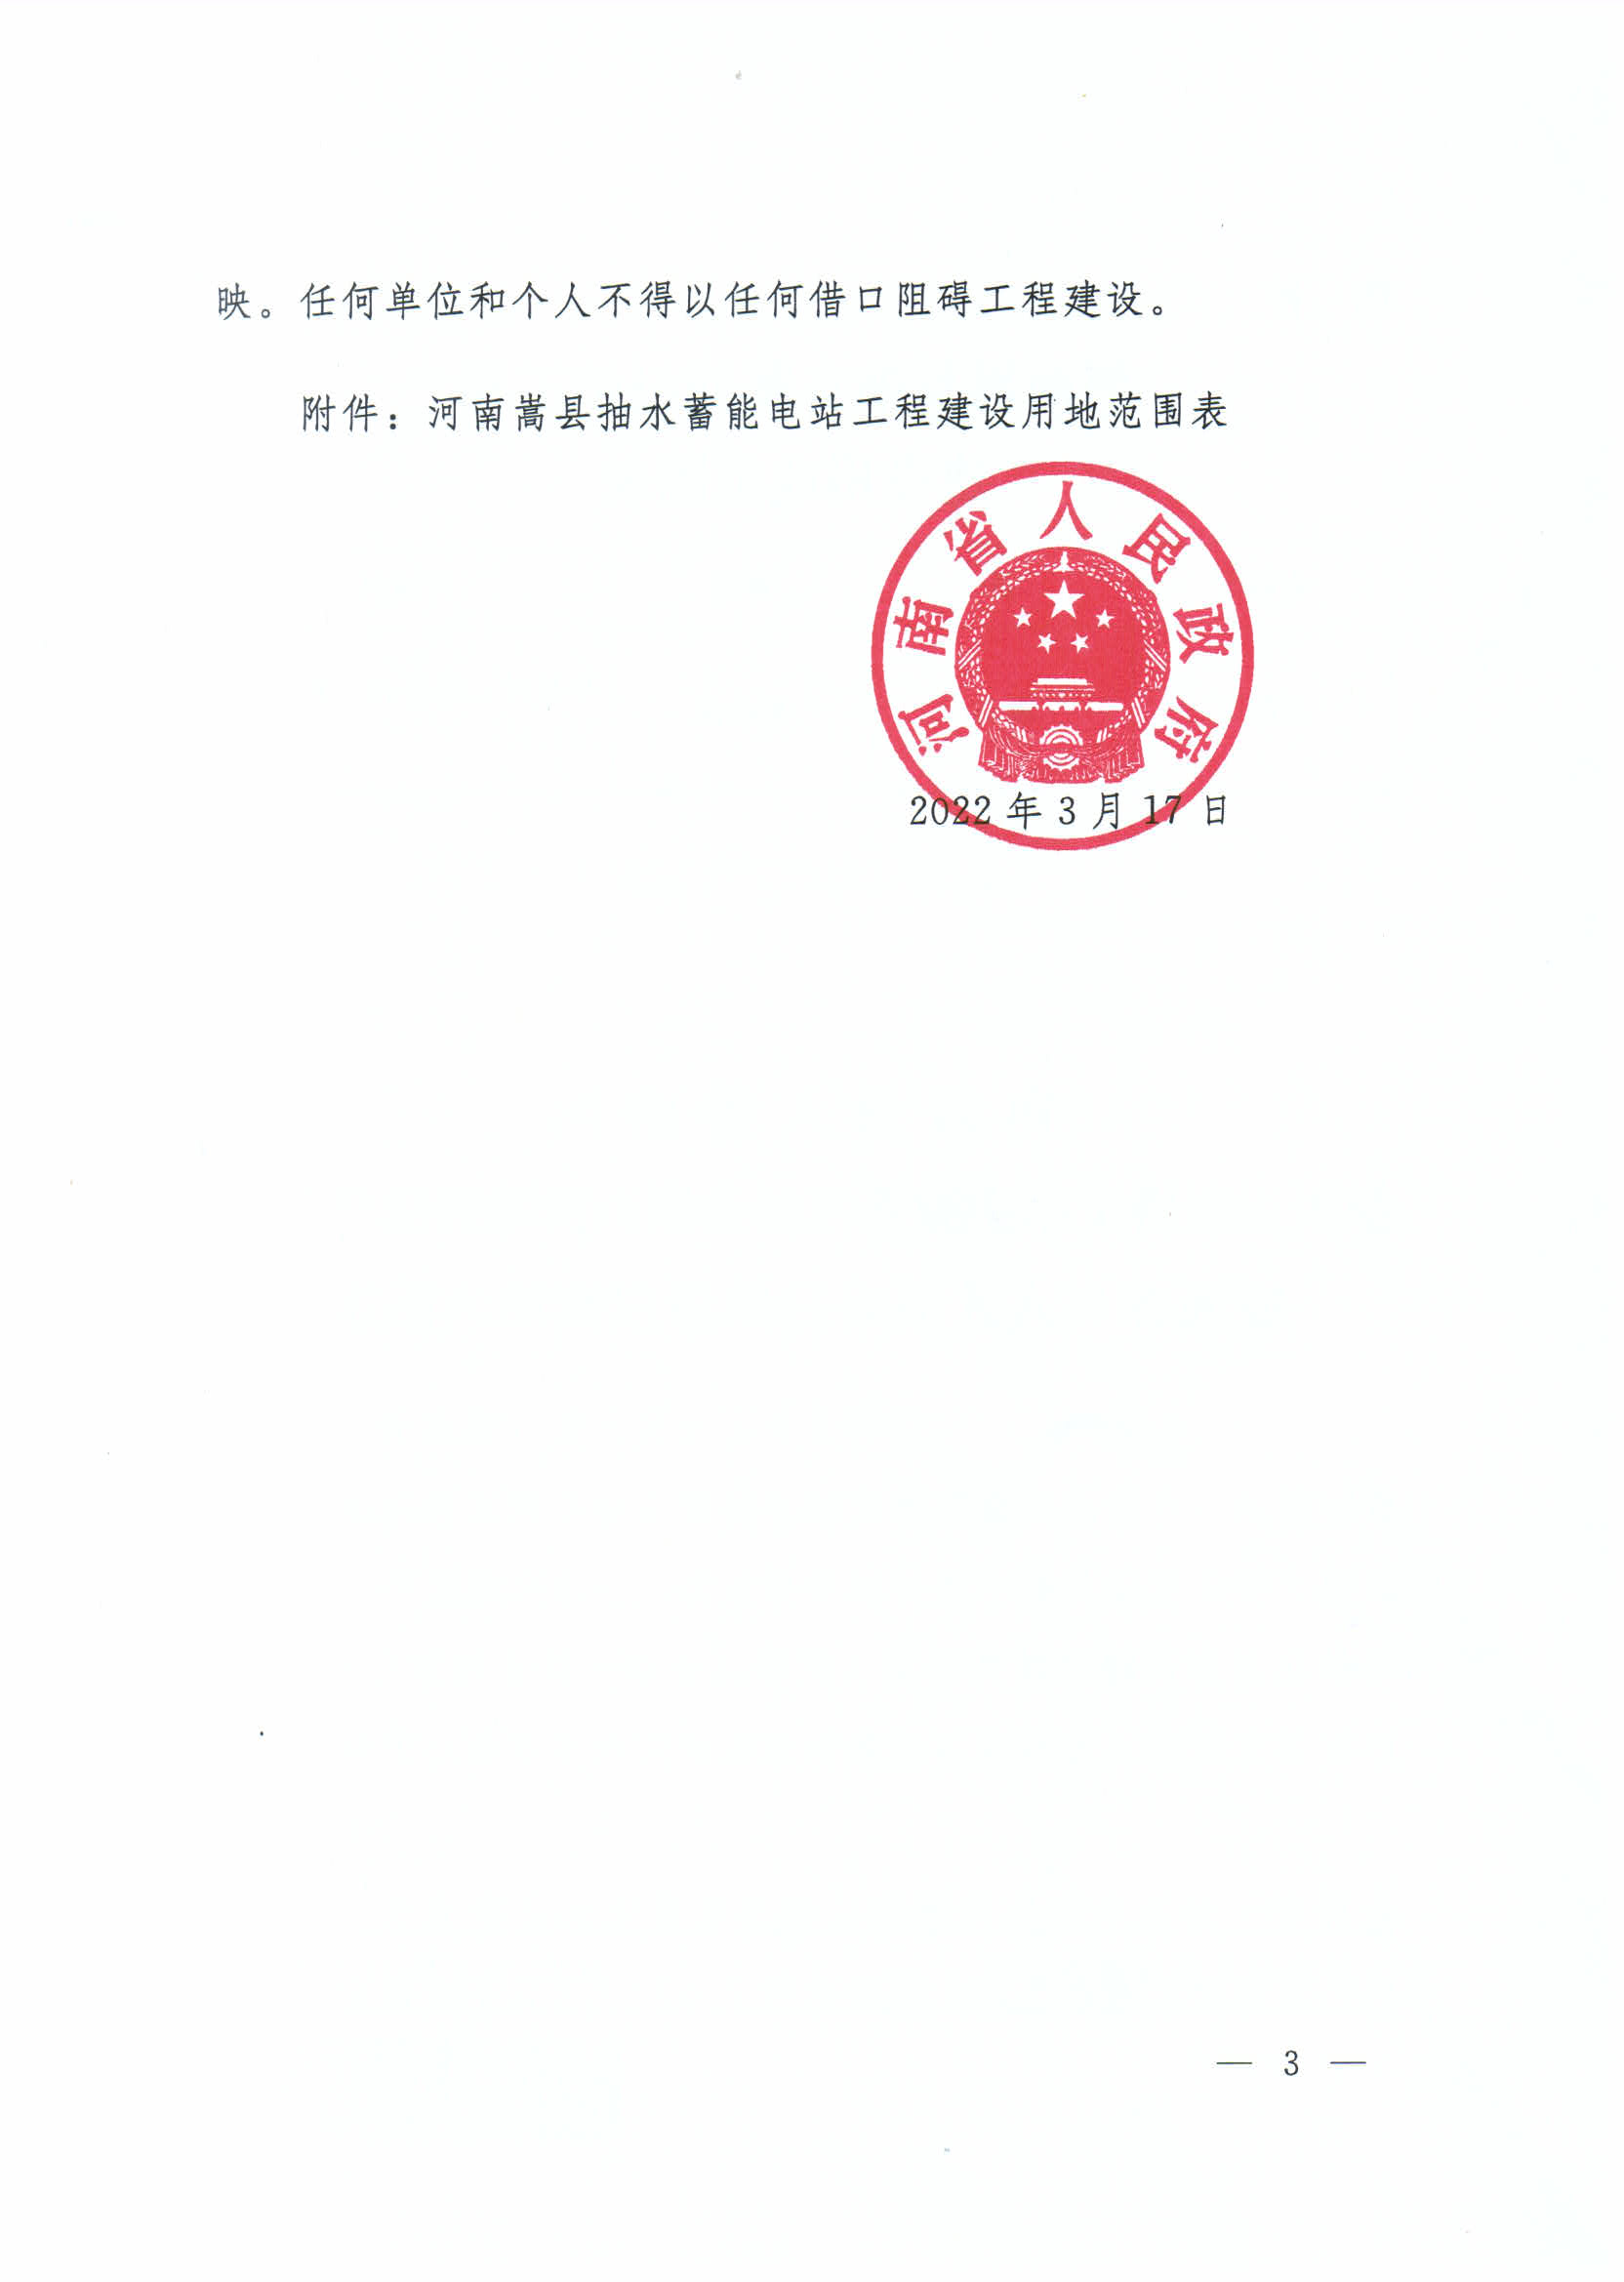 映。任何单位和个人不得以任何借口阻碍工程建设。
附件：河南嵩县抽水蓄能电站工程建设用地范围表
河南省人民政府
2022年3月17日
— 3 —